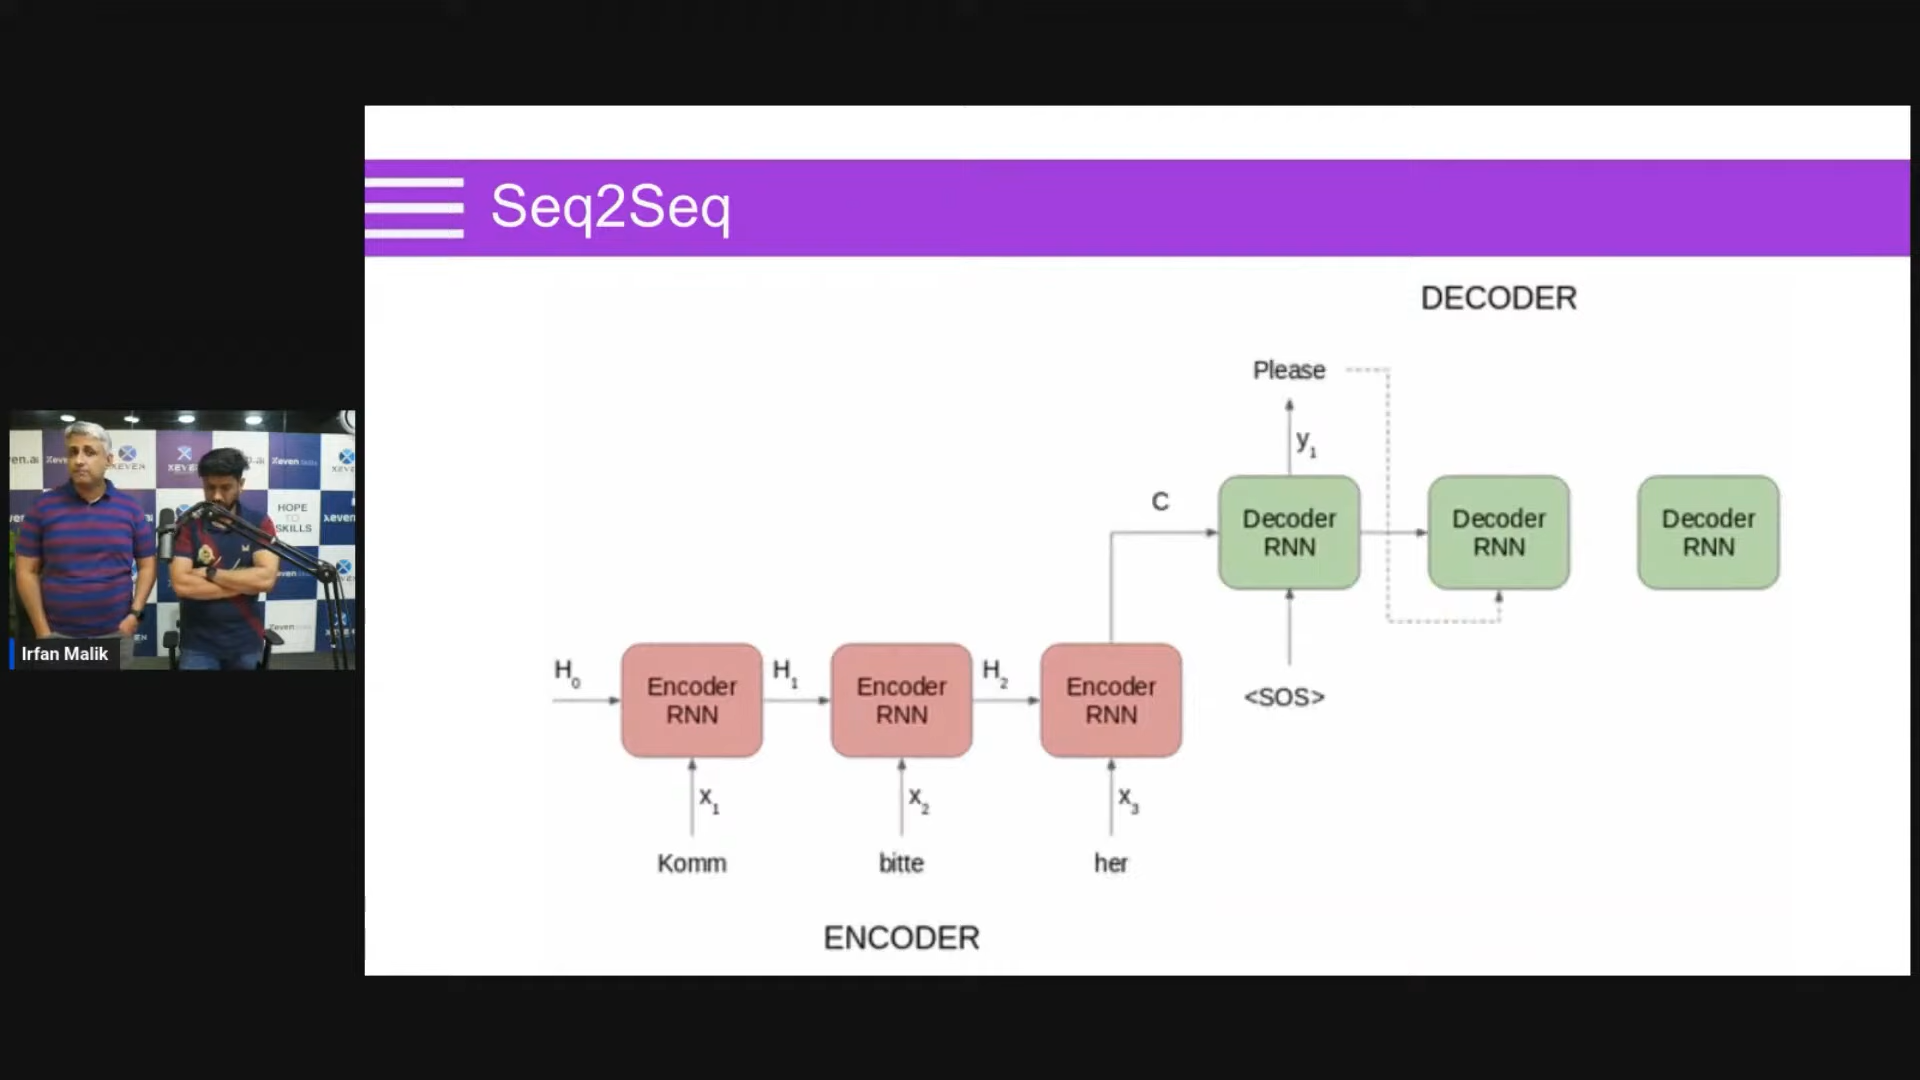 Seq2Seq
DECODER
Please
y1
C
Decoder
RNN
Decoder
RNN
Decoder
RNN
H0
H1
H2
Encoder
RNN
Encoder
RNN
Encoder
RNN
<SOS>
x1
x2
x3
Komm
bitte
her
ENCODER
HOPE
TO
SKILLS
Irfan Malik